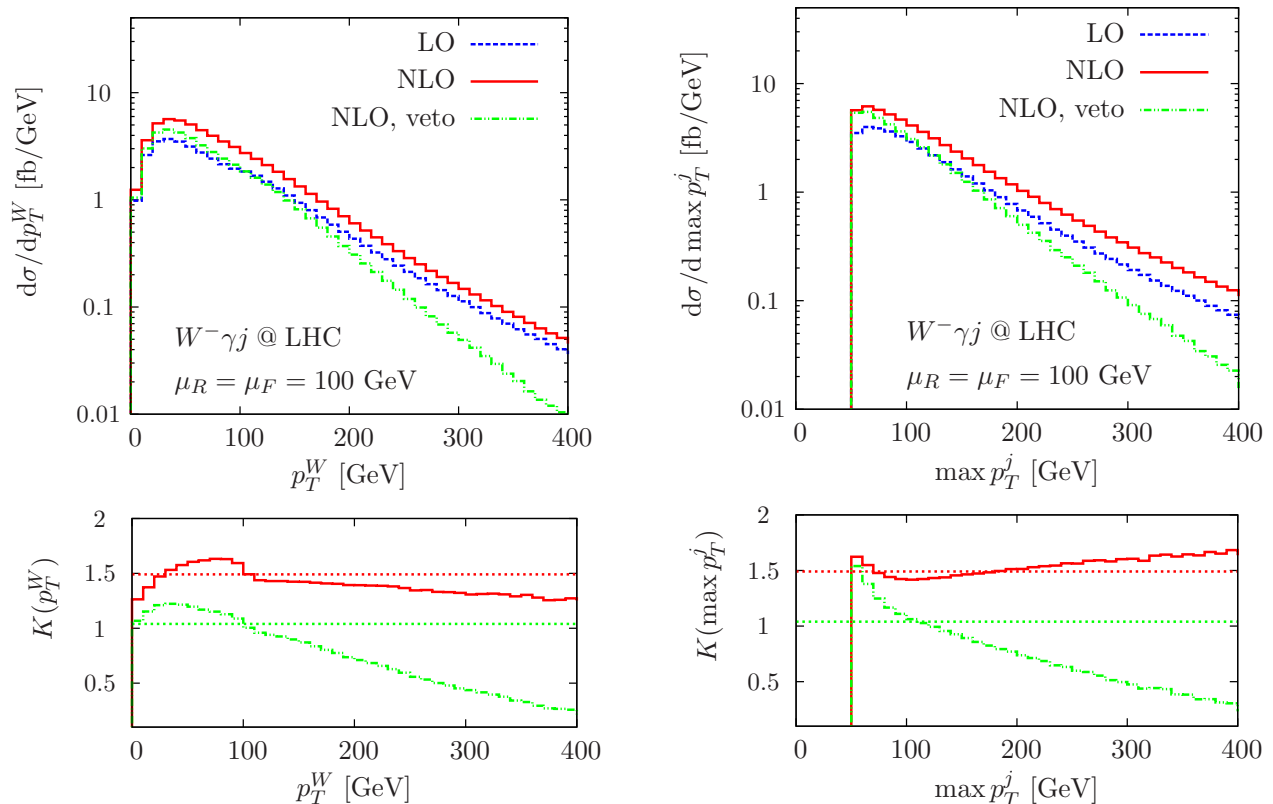 dσ/dp_T^W [fb/GeV]
10
1
0.1
0.01
LO
NLO
NLO, veto
W⁻γj @ LHC
μ_R = μ_F = 100 GeV
0 100 200 300 400
p_T^W [GeV]
dσ/d max p_T^j [fb/GeV]
10
1
0.1
0.01
LO
NLO
NLO, veto
W⁻γj @ LHC
μ_R = μ_F = 100 GeV
0 100 200 300 400
max p_T^j [GeV]
K(p_T^W)
2
1.5
1
0.5
0 100 200 300 400
p_T^W [GeV]
K(max p_T^j)
2
1.5
1
0.5
0 100 200 300 400
max p_T^j [GeV]